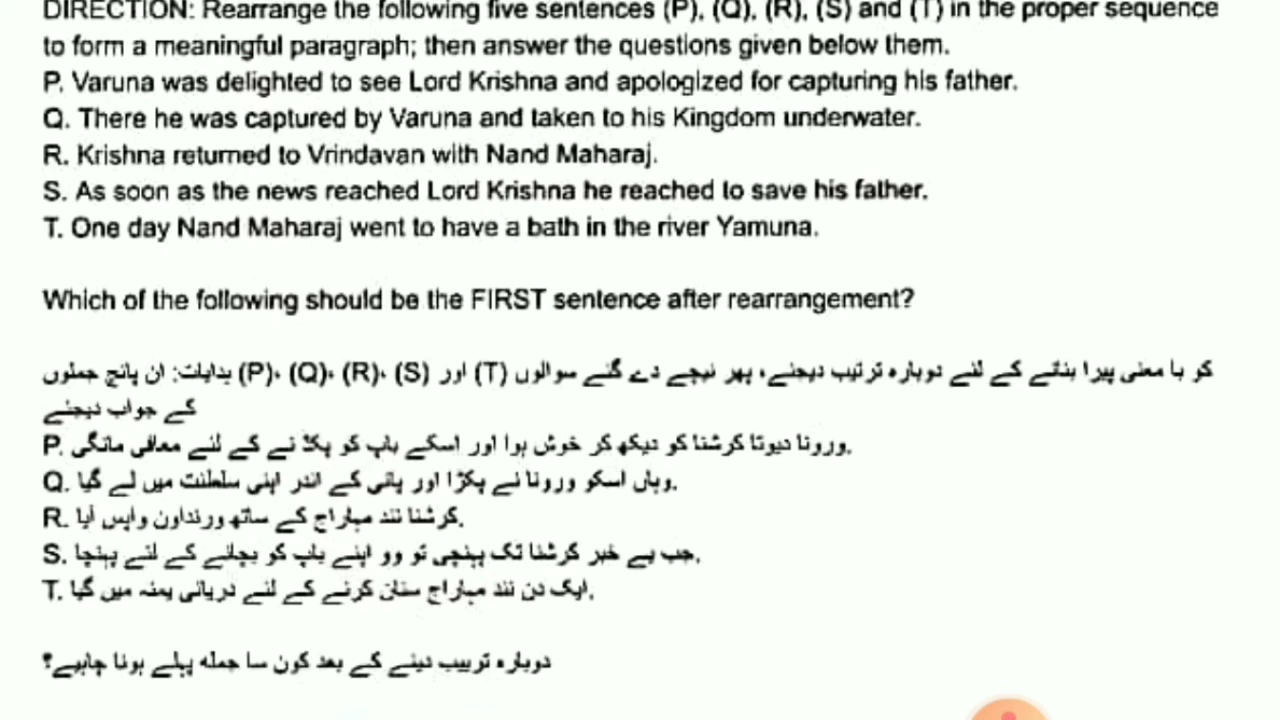 DIRECTION: Rearrange the following five sentences (P), (Q), (R), (S) and (T) in the proper sequence
to form a meaningful paragraph; then answer the questions given below them.
P. Varuna was delighted to see Lord Krishna and apologized for capturing his father.
Q. There he was captured by Varuna and taken to his Kingdom underwater.
R. Krishna returned to Vrindavan with Nand Maharaj.
S. As soon as the news reached Lord Krishna he reached to save his father.
T. One day Nand Maharaj went to have a bath in the river Yamuna.
Which of the following should be the FIRST sentence after rearrangement?
ہدایات: ان پانچ جملوں (P)، (Q)، (R)، (S) اور (T) کو با معنی پیرا بنانے کے لئے دوبارہ ترتیب دیجئے، پھر نیچے دے گئے سوالوں
کے جواب دیجئے
P. ورونا دیوتا کرشنا کو دیکھ کر خوش ہوا اور اسکے باپ کو پکڑ نے کے لئے معافی مانگی.
Q. وہاں اسکو ورونا نے پکڑا اور پانی کے اندر اپنی سلطنت میں لے گیا.
R. کرشنا نند مہاراج کے ساتھ ورنداون واپس آیا.
S. جب یے خبر کرشنا تک پہنچی تو وو اپنے باپ کو بچانے کے لئے پہنچا.
T. ایک دن نند مہاراج سنان کرنے کے لئے دریائی یمنہ میں گیا.
دوبارہ ترییب دینے کے بعد کون سا جملہ پہلے ہونا چاہیے؟